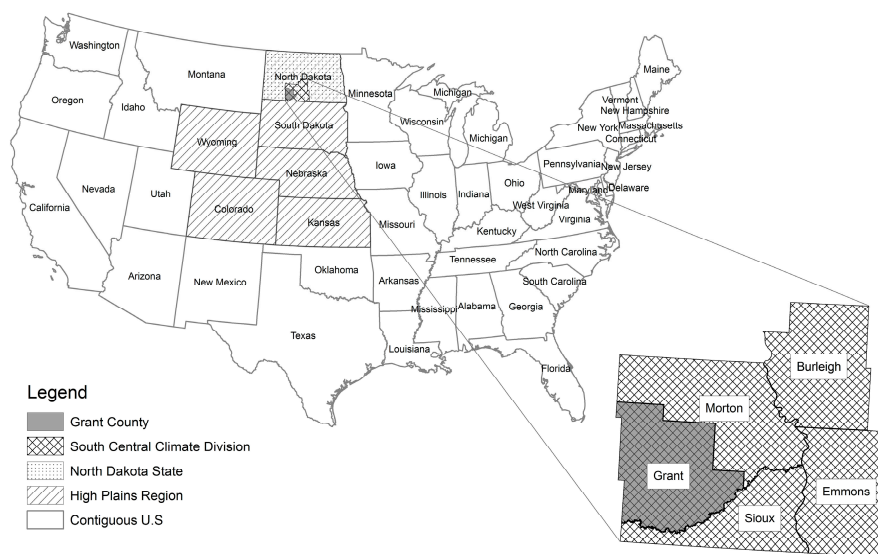 Washington
Montana
North Dakota
Minnesota
Michigan
Maine
Oregon
Idaho
Wyoming
South Dakota
Wisconsin
Michigan
Vermont
New Hampshire
New York
Massachusetts
Connecticut
Nevada
Utah
Colorado
Nebraska
Iowa
Illinois
Indiana
Ohio
Pennsylvania
New Jersey
Maryland
Delaware
California
Kansas
Missouri
West Virginia
Virginia
Kentucky
Arizona
New Mexico
Oklahoma
Arkansas
Tennessee
North Carolina
South Carolina
Mississippi
Alabama
Georgia
Texas
Louisiana
Florida
Legend
Grant County
South Central Climate Division
North Dakota State
High Plains Region
Contiguous U.S
Burleigh
Morton
Grant
Emmons
Sioux